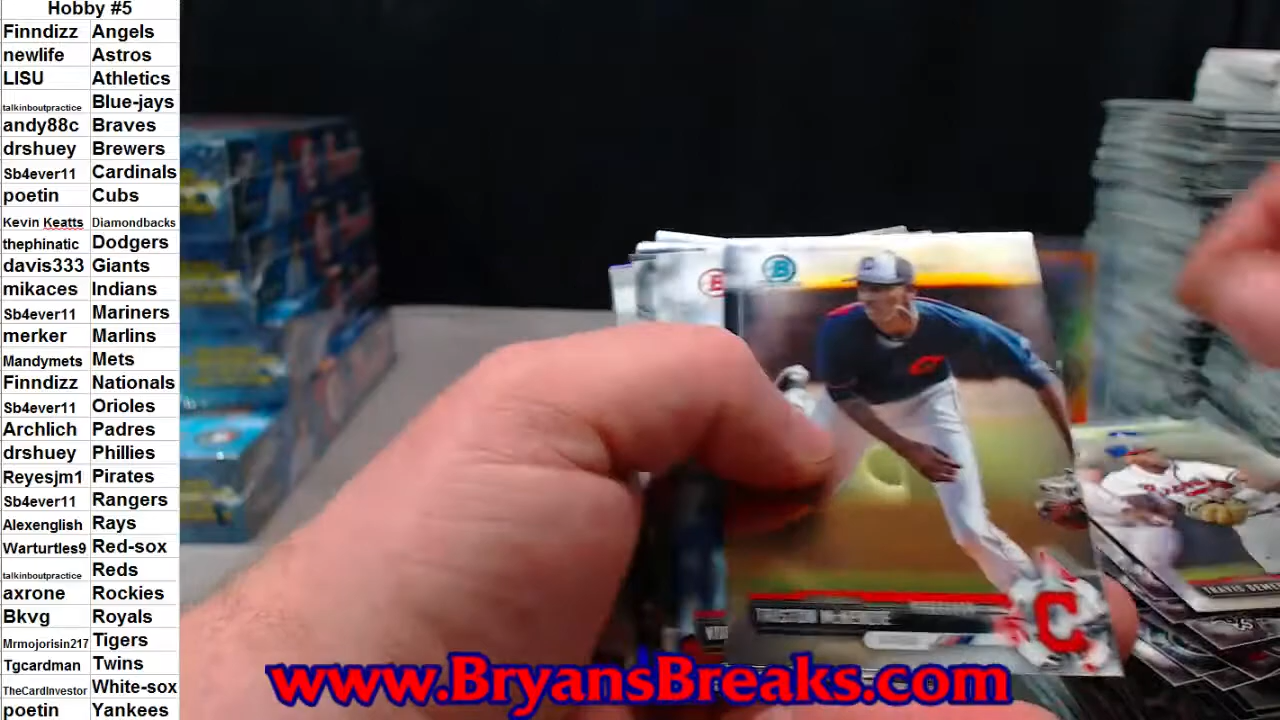 Hobby #5
Finndizz Angels
newlife Astros
LISU Athletics
talkinboutpractice Blue-jays
andy88c Braves
drshuey Brewers
Sb4ever11 Cardinals
poetin Cubs
Kevin Keatts Diamondbacks
thephinatic Dodgers
davis333 Giants
mikaces Indians
Sb4ever11 Mariners
merker Marlins
Mandymets Mets
Finndizz Nationals
Sb4ever11 Orioles
Archlich Padres
drshuey Phillies
Reyesjm1 Pirates
Sb4ever11 Rangers
Alexenglish Rays
Warturtles9 Red-sox
talkinboutpractice Reds
axrone Rockies
Bkvg Royals
Mrmojorisin217 Tigers
Tgcardman Twins
TheCardInvestor White-sox
poetin Yankees
B
B
C
TRAVIS
www.BryansBreaks.com